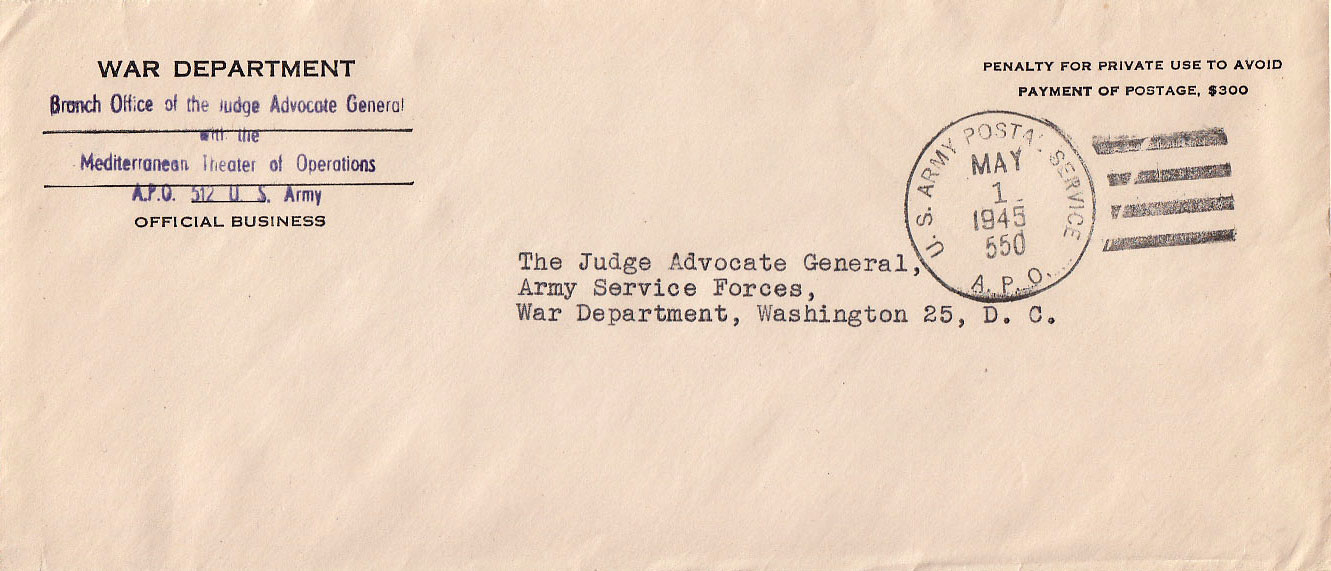 WAR DEPARTMENT
Branch Office of the Judge Advocate General
with the
Mediterranean Theater of Operations
A.P.O. 512 U. S. Army
OFFICIAL BUSINESS
PENALTY FOR PRIVATE USE TO AVOID
PAYMENT OF POSTAGE, $300
U.S. ARMY POSTAL SERVICE
MAY
1
1945
550
A. P. O.
The Judge Advocate General,
Army Service Forces,
War Department, Washington 25, D. C.